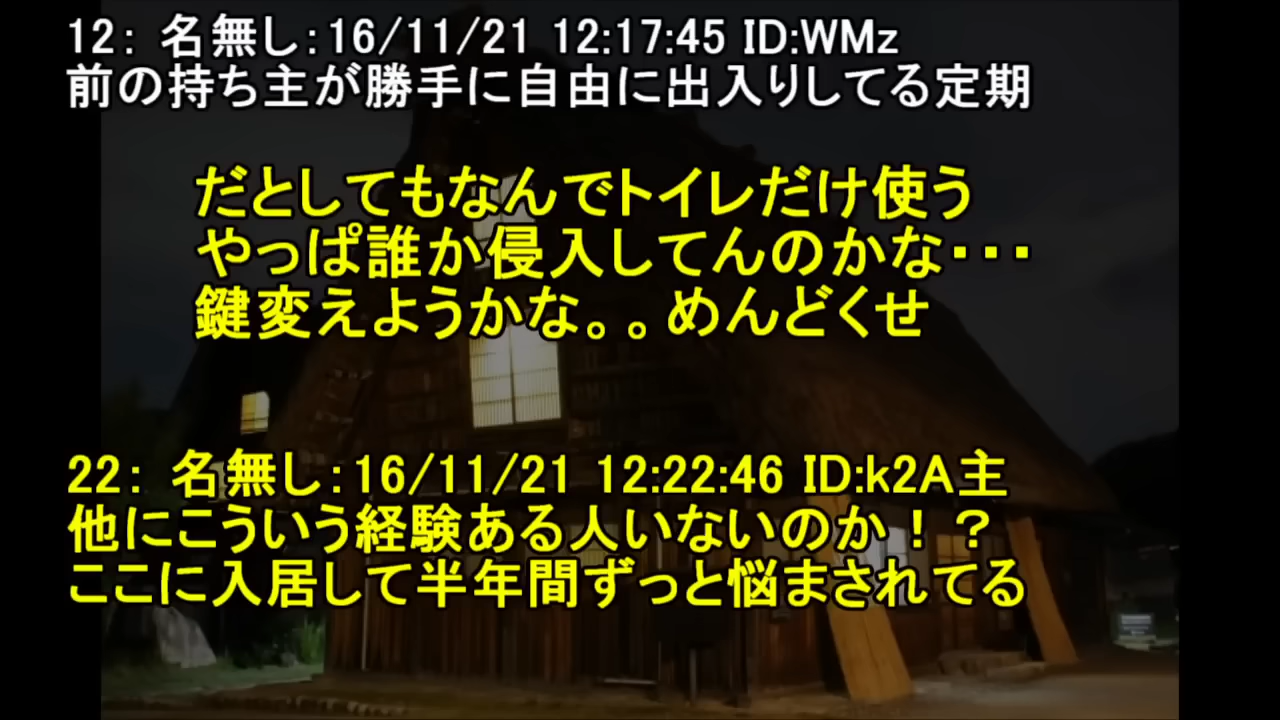 12: 名無し:16/11/21 12:17:45 ID:WMz
前の持ち主が勝手に自由に出入りしてる定期
だとしてもなんでトイレだけ使う
やっぱ誰か侵入してんのかな・・・
鍵変えようかな。。めんどくせ
22: 名無し:16/11/21 12:22:46 ID:k2A主
他にこういう経験ある人いないのか！？
ここに入居して半年間ずっと悩まされてる